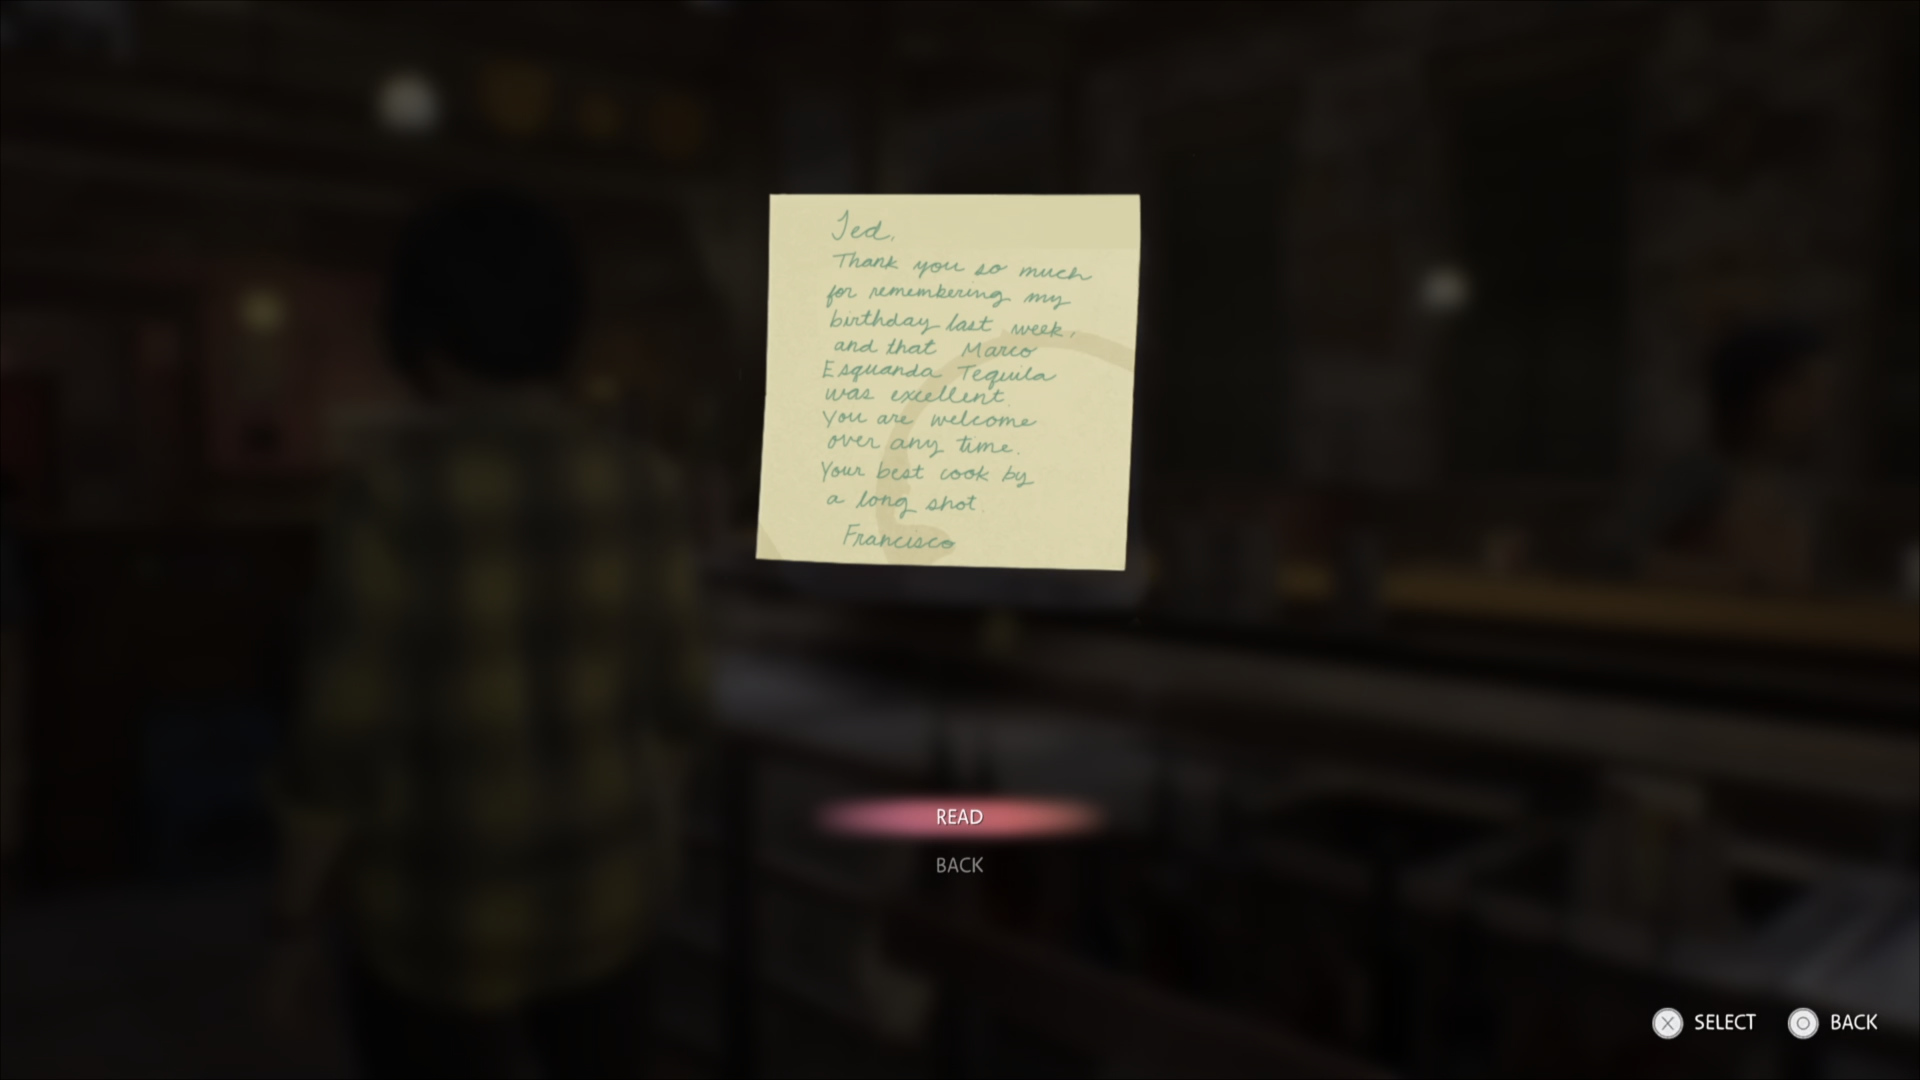 Ted,
Thank you so much
for remembering my
birthday last week,
and that Marco
Esquanda Tequila
was excellent.
You are welcome
over any time.
Your best cook by
a long shot.
Francisco
READ
BACK
SELECT
BACK